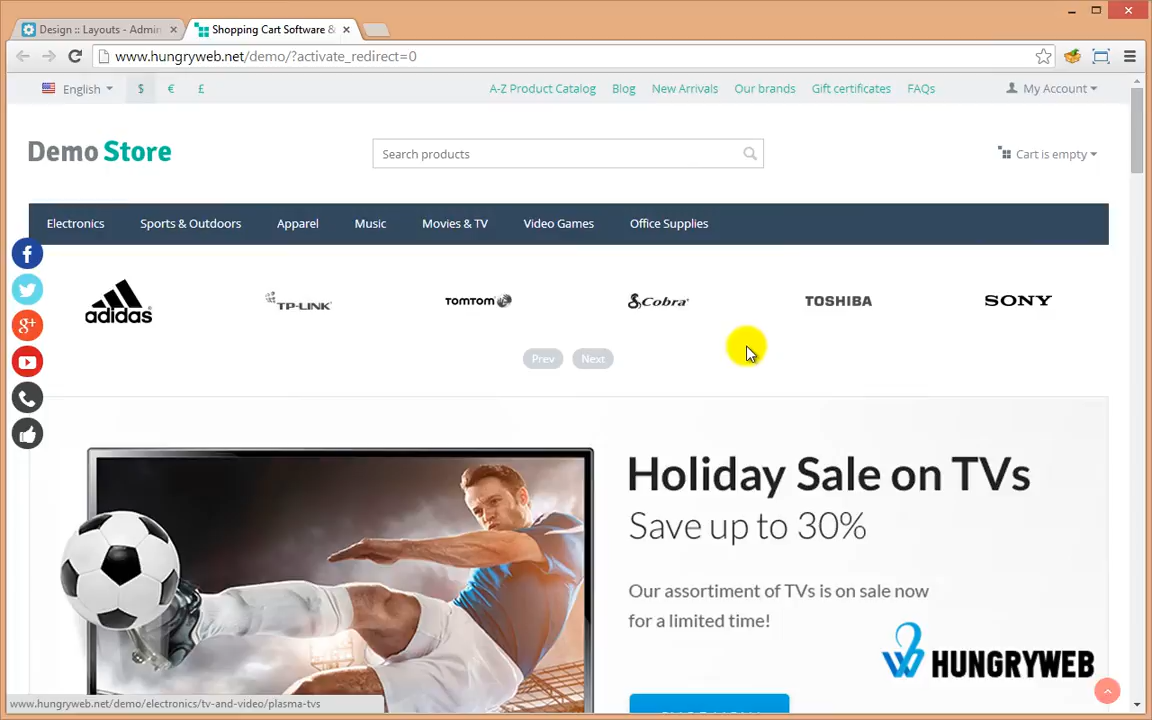 Design :: Layouts - Admin
Shopping Cart Software &
www.hungryweb.net/demo/?activate_redirect=0
English $ € £ A-Z Product Catalog Blog New Arrivals Our brands Gift certificates FAQs My Account
Demo Store
Search products
Cart is empty
Electronics Sports & Outdoors Apparel Music Movies & TV Video Games Office Supplies
adidas TP-LINK TOMTOM Cobra TOSHIBA SONY
Prev Next
Holiday Sale on TVs
Save up to 30%
Our assortment of TVs is on sale now
for a limited time!
HUNGRYWEB
www.hungryweb.net/demo/electronics/tv-and-video/plasma-tvs